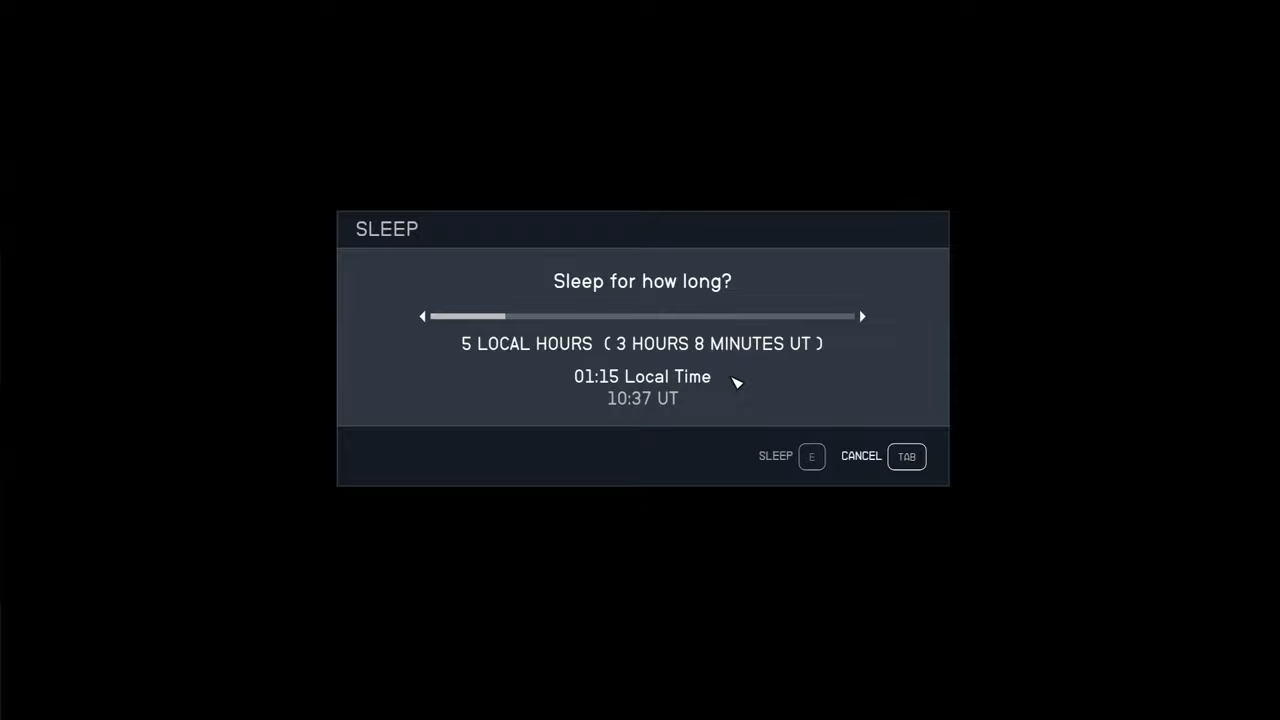 SLEEP
Sleep for how long?
5 LOCAL HOURS ( 3 HOURS 8 MINUTES UT )
01:15 Local Time
10:37 UT
SLEEP E CANCEL TAB